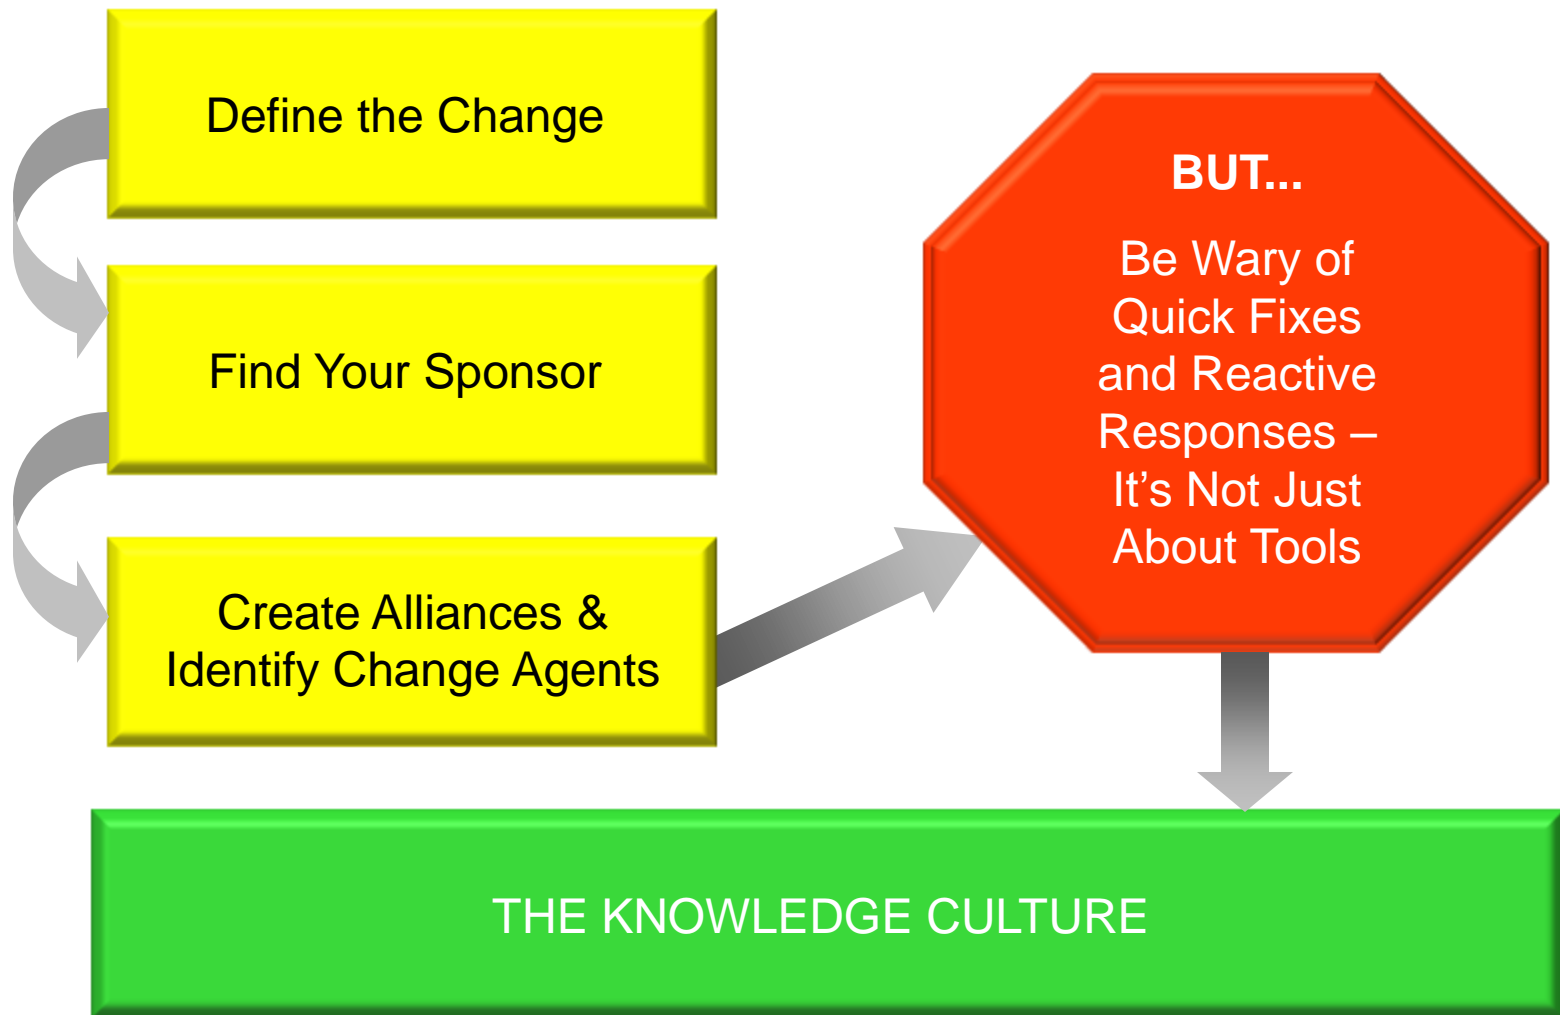 Define the Change
Find Your Sponsor
Create Alliances &
Identify Change Agents
BUT...
Be Wary of
Quick Fixes
and Reactive
Responses –
It’s Not Just
About Tools
THE KNOWLEDGE CULTURE